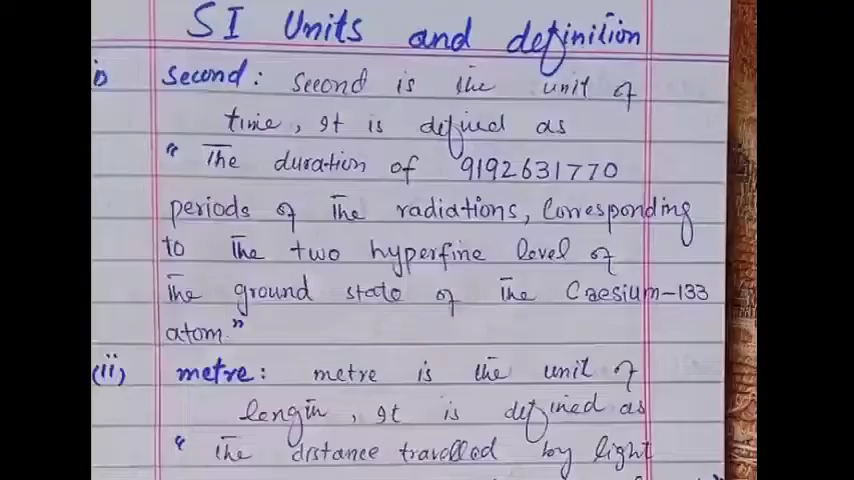 SI Units and definition
i) Second: Second is the unit of
time, It is defined as
" The duration of 9192631770
periods of the radiations, Corresponding
to the two hyperfine level of
the ground state of the Caesium-133
atom."
(ii) metre: metre is the unit of
length, It is defined as
" The distance travelled by light